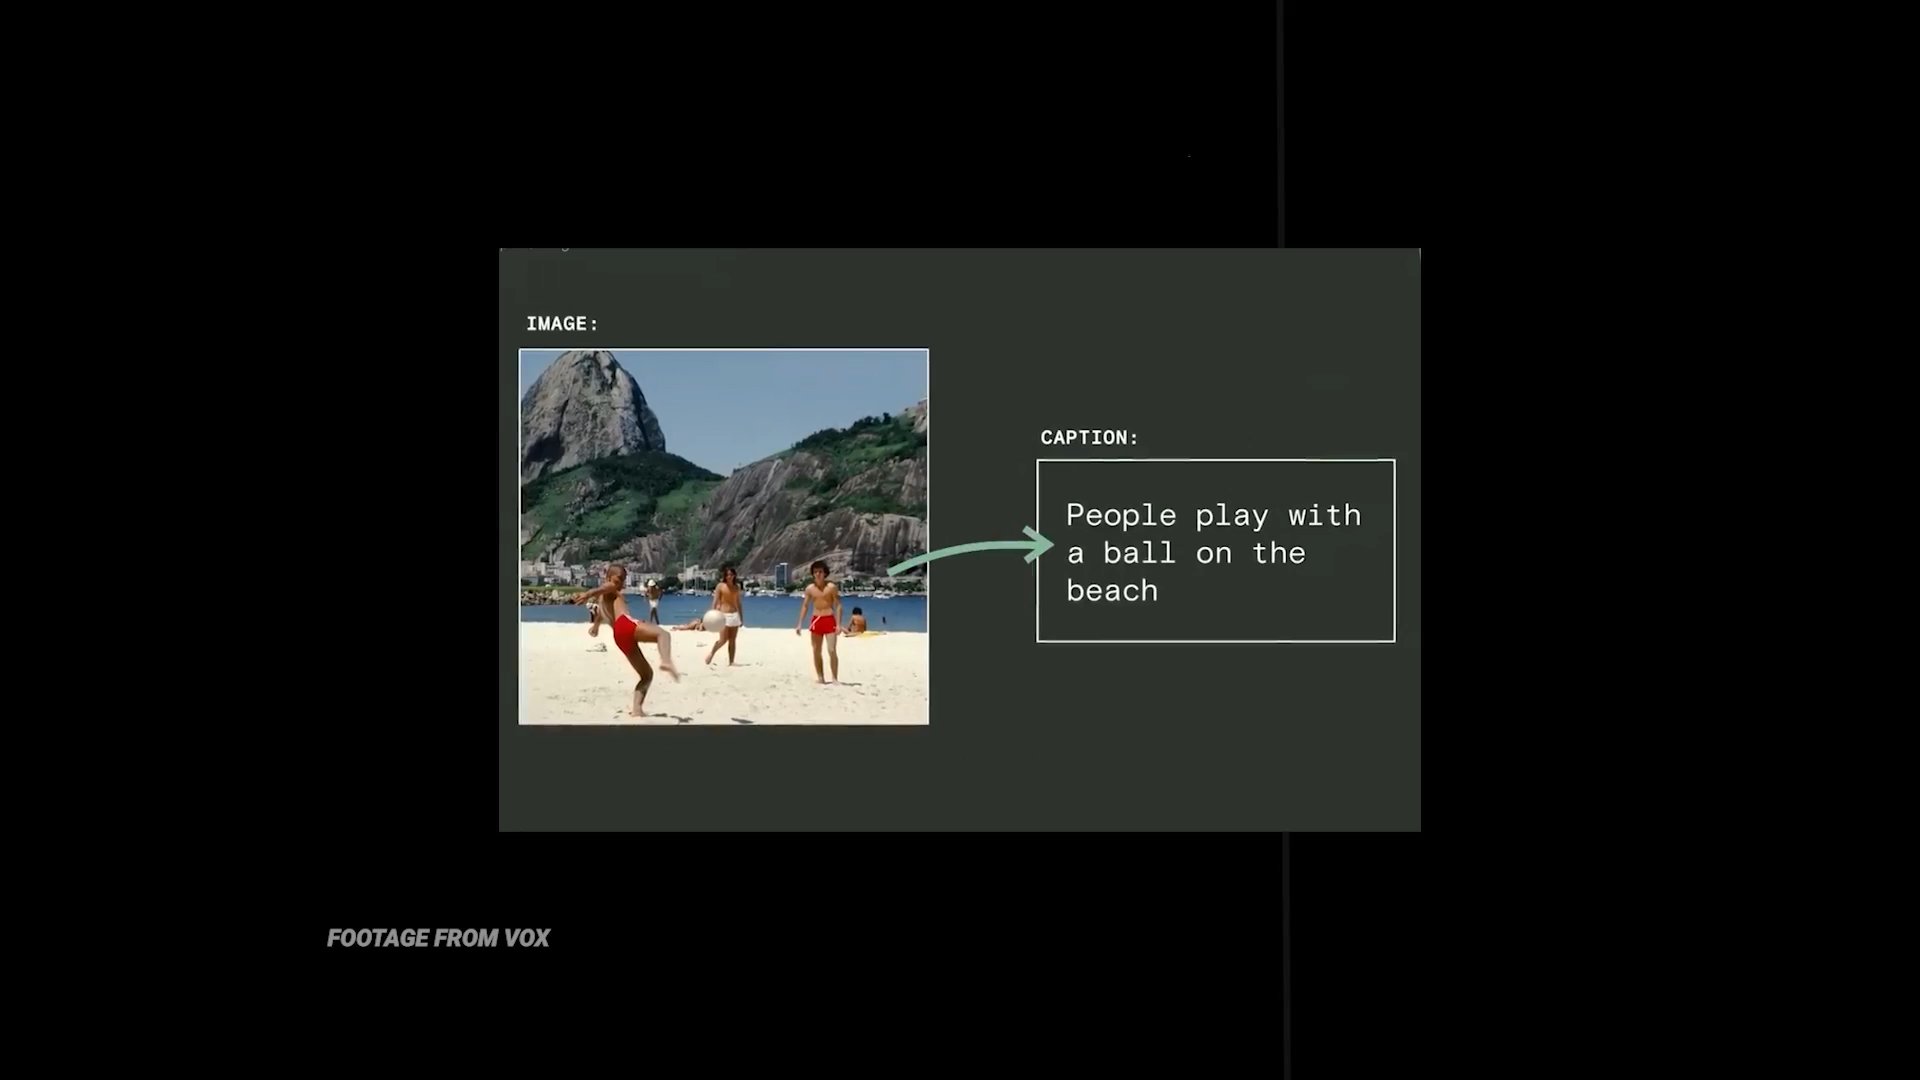 IMAGE:
CAPTION:
People play with
a ball on the
beach
FOOTAGE FROM VOX